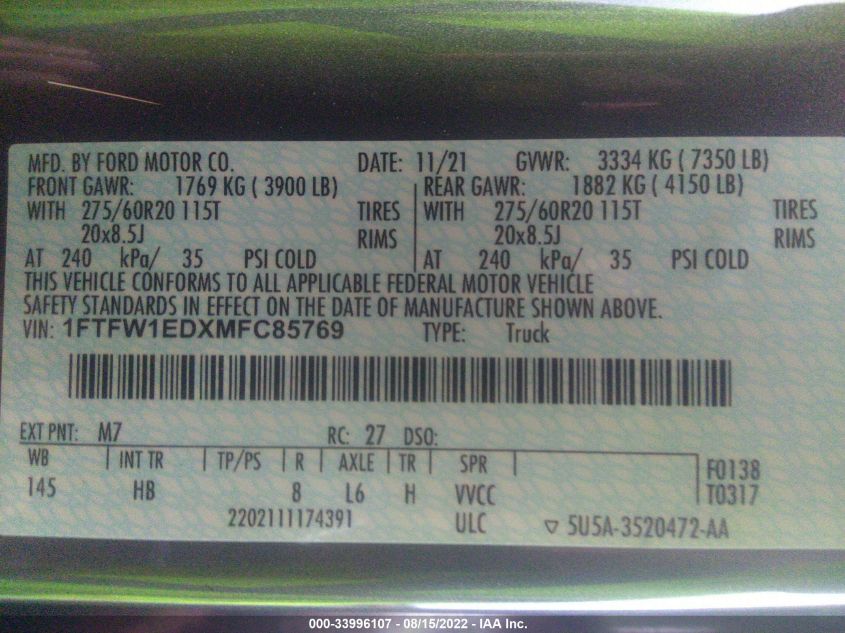 MFD. BY FORD MOTOR CO. DATE: 11/21 GVWR: 3334 KG ( 7350 LB)
FRONT GAWR: 1769 KG ( 3900 LB) REAR GAWR: 1882 KG ( 4150 LB)
WITH 275/60R20 115T TIRES WITH 275/60R20 115T TIRES
20x8.5J RIMS 20x8.5J RIMS
AT 240 kPa/ 35 PSI COLD AT 240 kPa/ 35 PSI COLD
THIS VEHICLE CONFORMS TO ALL APPLICABLE FEDERAL MOTOR VEHICLE
SAFETY STANDARDS IN EFFECT ON THE DATE OF MANUFACTURE SHOWN ABOVE.
VIN: 1FTFW1EDXMFC85769 TYPE: Truck
EXT PNT: M7 RC: 27 DSO:
WB INT TR TP/PS R AXLE TR SPR F0138
145 HB 8 L6 H VVCC T0317
2202111174391 ULC ▽ 5U5A-3520472-AA
000-33996107 - 08/15/2022 - IAA Inc.